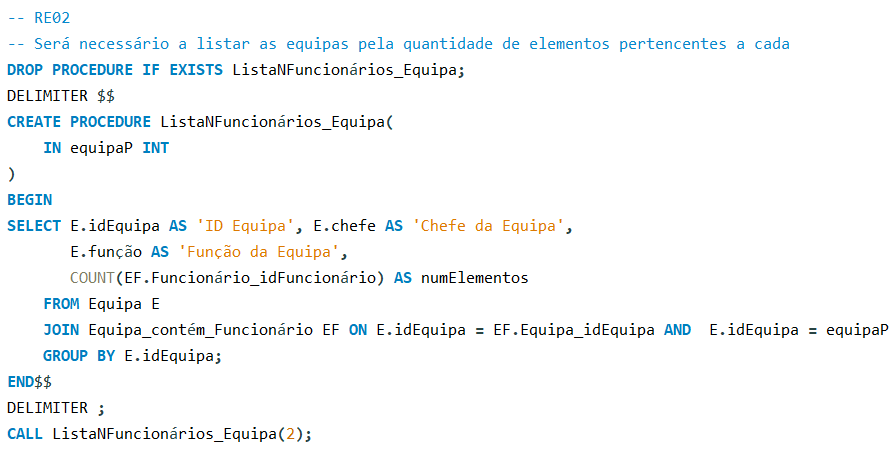 -- RE02
-- Será necessário a listar as equipas pela quantidade de elementos pertencentes a cada
DROP PROCEDURE IF EXISTS ListaNFuncionários_Equipa;
DELIMITER $$
CREATE PROCEDURE ListaNFuncionários_Equipa(
    IN equipaP INT
)
BEGIN
SELECT E.idEquipa AS 'ID Equipa', E.chefe AS 'Chefe da Equipa',
       E.função AS 'Função da Equipa',
       COUNT(EF.Funcionário_idFuncionário) AS numElementos
    FROM Equipa E
    JOIN Equipa_contém_Funcionário EF ON E.idEquipa = EF.Equipa_idEquipa AND  E.idEquipa = equipaP
    GROUP BY E.idEquipa;
END$$
DELIMITER ;
CALL ListaNFuncionários_Equipa(2);